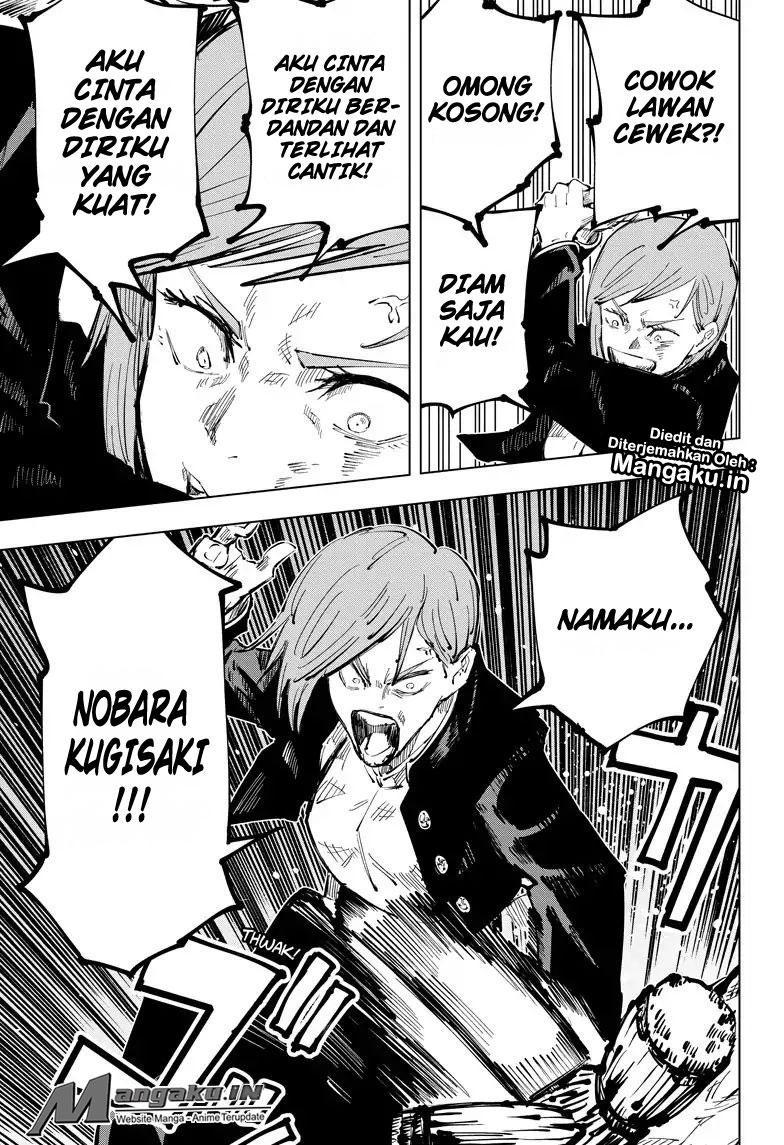 COWOK
LAWAN
CEWEK?!
OMONG
KOSONG!
DIAM
SAJA
KAU!
AKU CINTA
DENGAN
DIRIKU BER-
DANDAN DAN
TERLIHAT
CANTIK!
AKU
CINTA
DENGAN
DIRIKU
YANG
KUAT!
Diedit dan
Diterjemahkan Oleh :
Mangaku.in
NAMAKU...
NOBARA
KUGISAKI
!!!
THWAK!
Mangaku.IN
Website Manga - Anime Terupdate